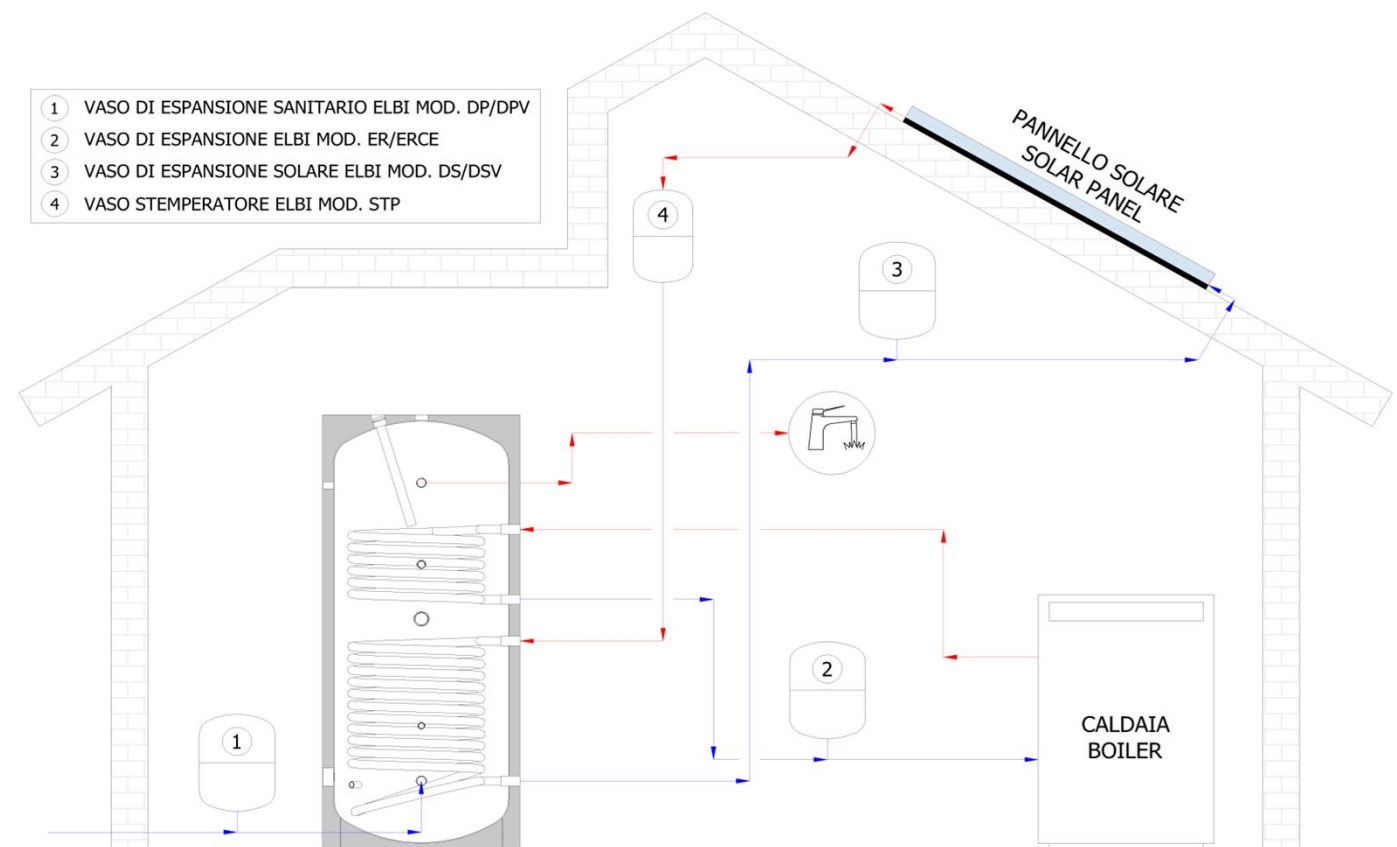 1 VASO DI ESPANSIONE SANITARIO ELBI MOD. DP/DPV
2 VASO DI ESPANSIONE ELBI MOD. ER/ERCE
3 VASO DI ESPANSIONE SOLARE ELBI MOD. DS/DSV
4 VASO STEMPERATORE ELBI MOD. STP
PANNELLO SOLARE
SOLAR PANEL
4
3
2
1
CALDAIA
BOILER